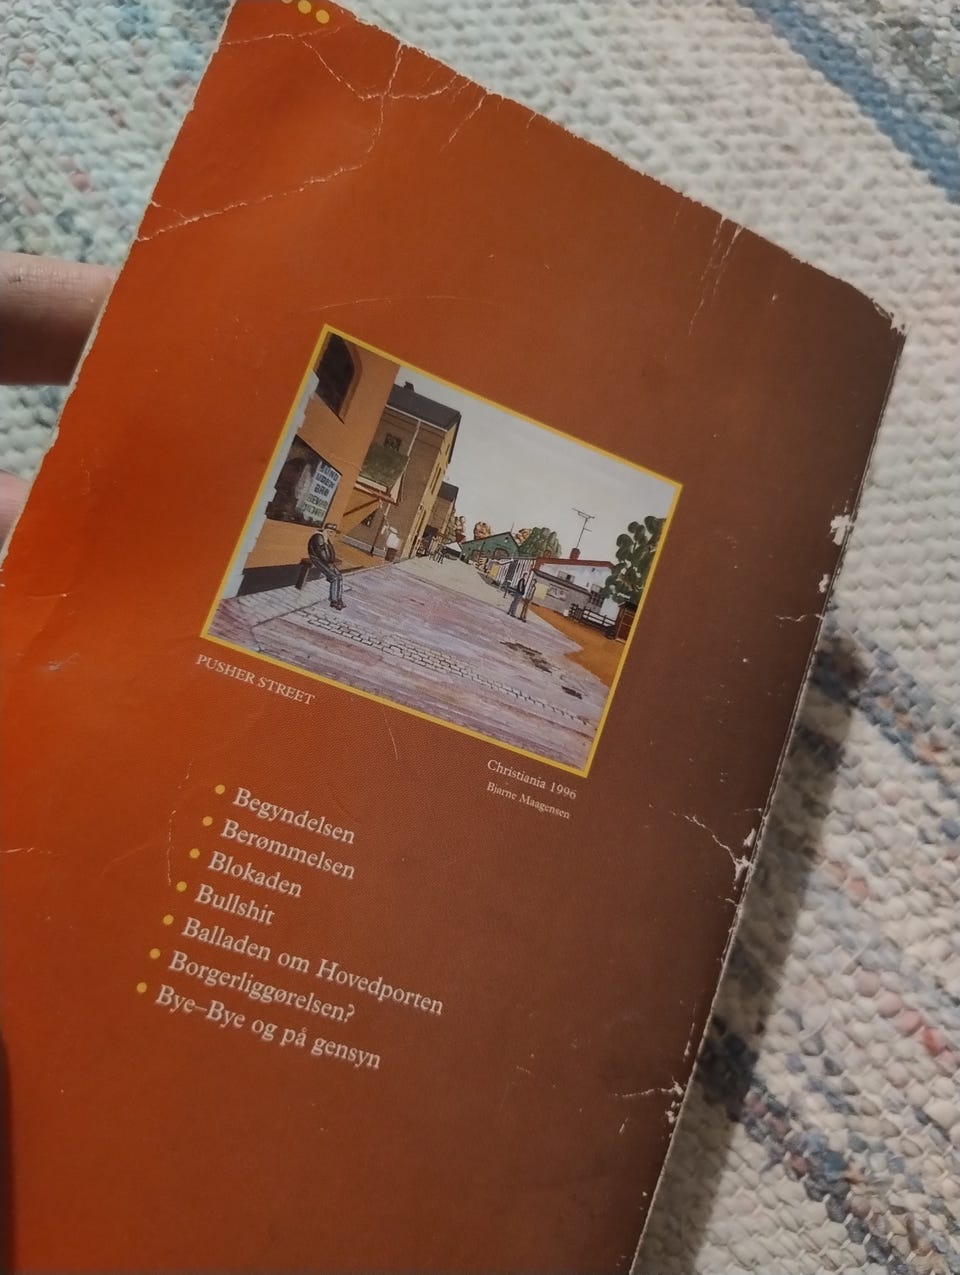 PUSHER STREET
Christiania 1996
Bjarne Maagensen
• Begyndelsen
• Berømmelsen
• Blokaden
• Bullshit
• Balladen om Hovedporten
• Borgerliggørelsen?
• Bye–Bye og på gensyn